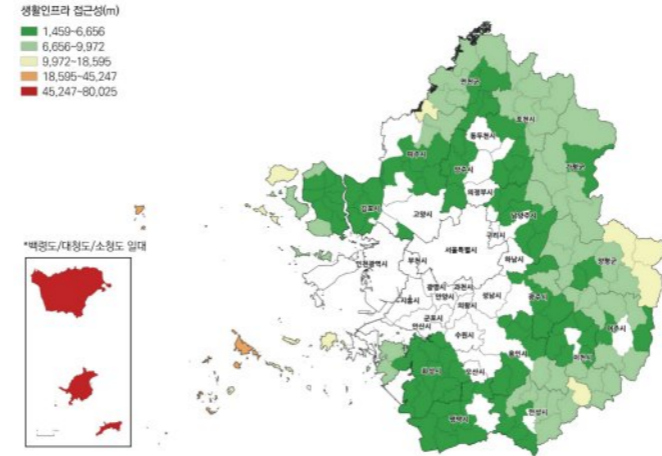 생활인프라 접근성(m)
1,459~6,656
6,656~9,972
9,972~18,595
18,595~45,247
45,247~80,025
연천군
포천시
동두천시
가평군
파주시
양주시
의정부시
김포시
고양시
남양주시
구리시
서울특별시
*백령도/대청도/소청도 일대
인천광역시
부천시
하남시
양평군
광명시
과천시
시흥시
안양시
성남시
광주시
의왕시
군포시
안산시
수원시
여주시
이천시
용인시
화성시
오산시
평택시
안성시